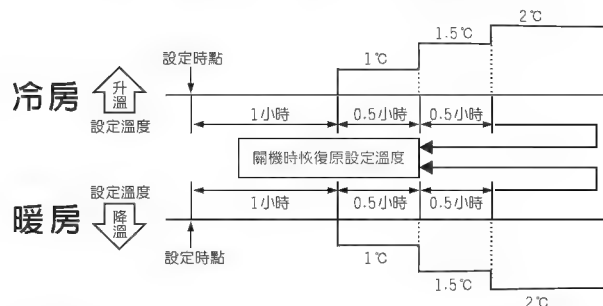 2℃
1.5℃
1℃
設定時點
冷房
升溫
設定溫度
1小時 0.5小時 0.5小時
關機時恢復原設定溫度
設定溫度
1小時 0.5小時 0.5小時
暖房
降溫
設定時點
1℃
1.5℃
2℃